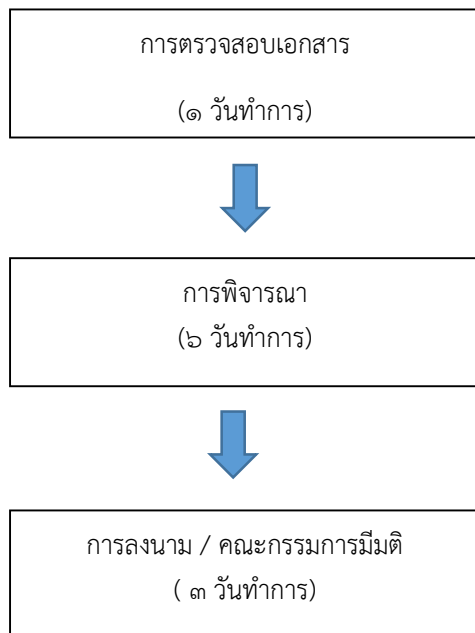 การตรวจสอบเอกสาร
(๑ วันทำการ)
การพิจารณา
(๖ วันทำการ)
การลงนาม / คณะกรรมการมีมติ
( ๓ วันทำการ)